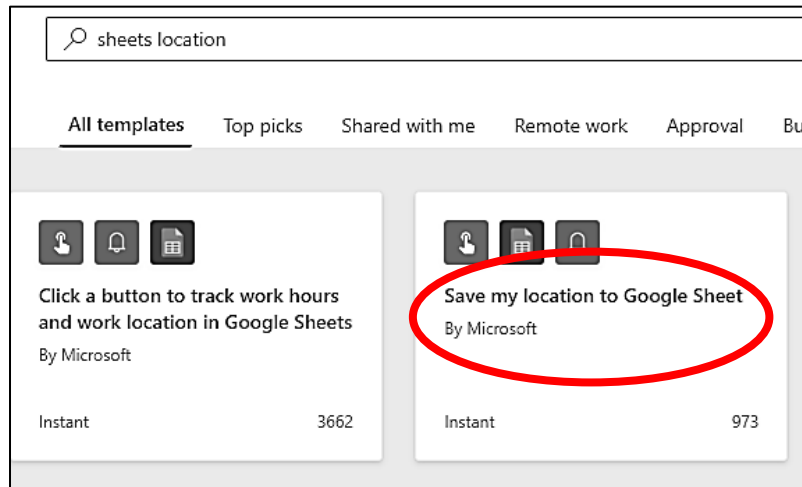 sheets location
All templates Top picks Shared with me Remote work Approval Bu
Click a button to track work hours
and work location in Google Sheets
By Microsoft
Instant 3662
Save my location to Google Sheet
By Microsoft
Instant 973